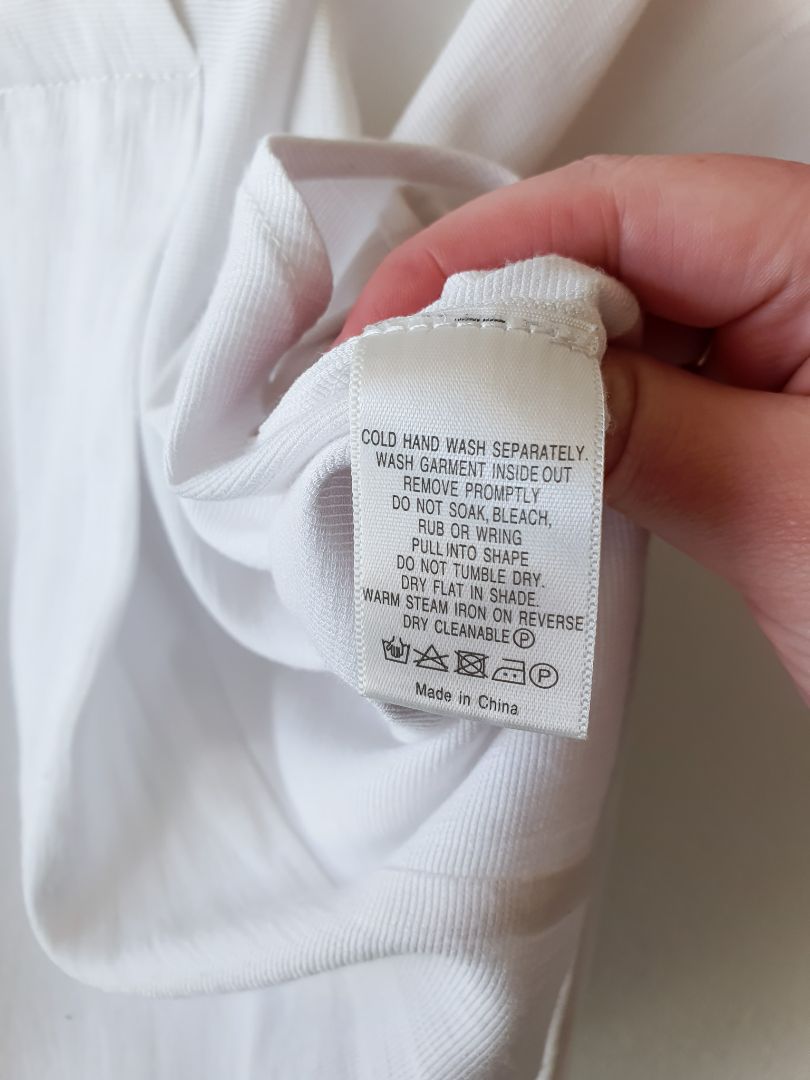 COLD HAND WASH SEPARATELY.
WASH GARMENT INSIDE OUT
REMOVE PROMPTLY
DO NOT SOAK, BLEACH,
RUB OR WRING
PULL INTO SHAPE
DO NOT TUMBLE DRY.
DRY FLAT IN SHADE.
WARM STEAM IRON ON REVERSE
DRY CLEANABLE Ⓟ
P
Made in China